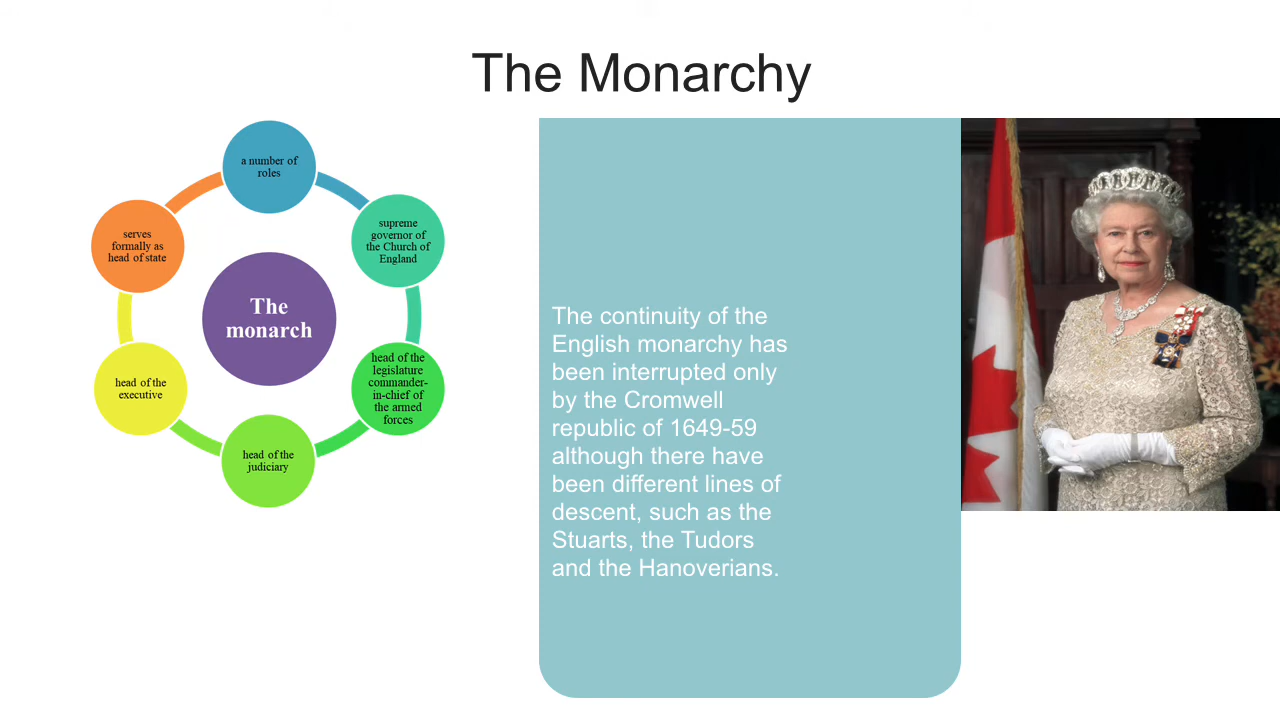 The Monarchy
a number of
roles
supreme
governor of
the Church of
England
head of the
legislature
commander-
in-chief of
the armed
forces
head of the
judiciary
head of the
executive
serves
formally as
head of state
The
monarch
The continuity of the
English monarchy has
been interrupted only
by the Cromwell
republic of 1649-59
although there have
been different lines of
descent, such as the
Stuarts, the Tudors
and the Hanoverians.